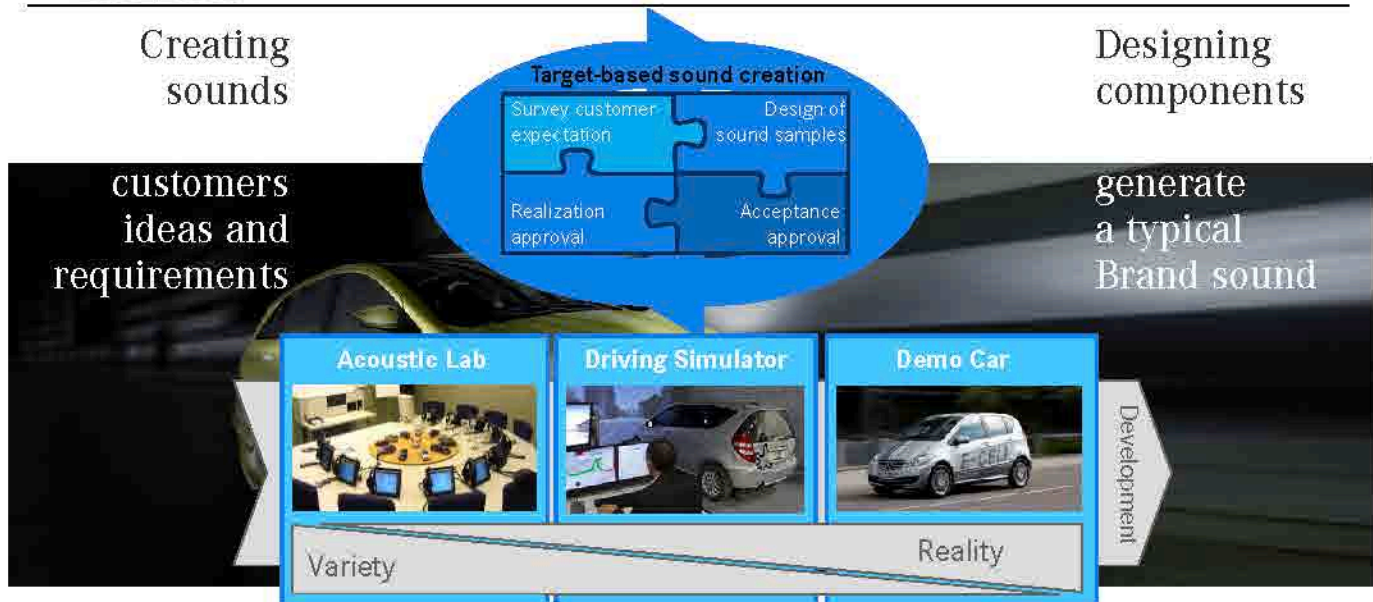 Creating
sounds
customers
ideas and
requirements
Target-based sound creation
Survey customer
expectation
Design of
sound samples
Realization
approval
Acceptance
approval
Designing
components
generate
a typical
Brand sound
Acoustic Lab
Driving Simulator
Demo Car
E-CELL
Variety
Reality
Development